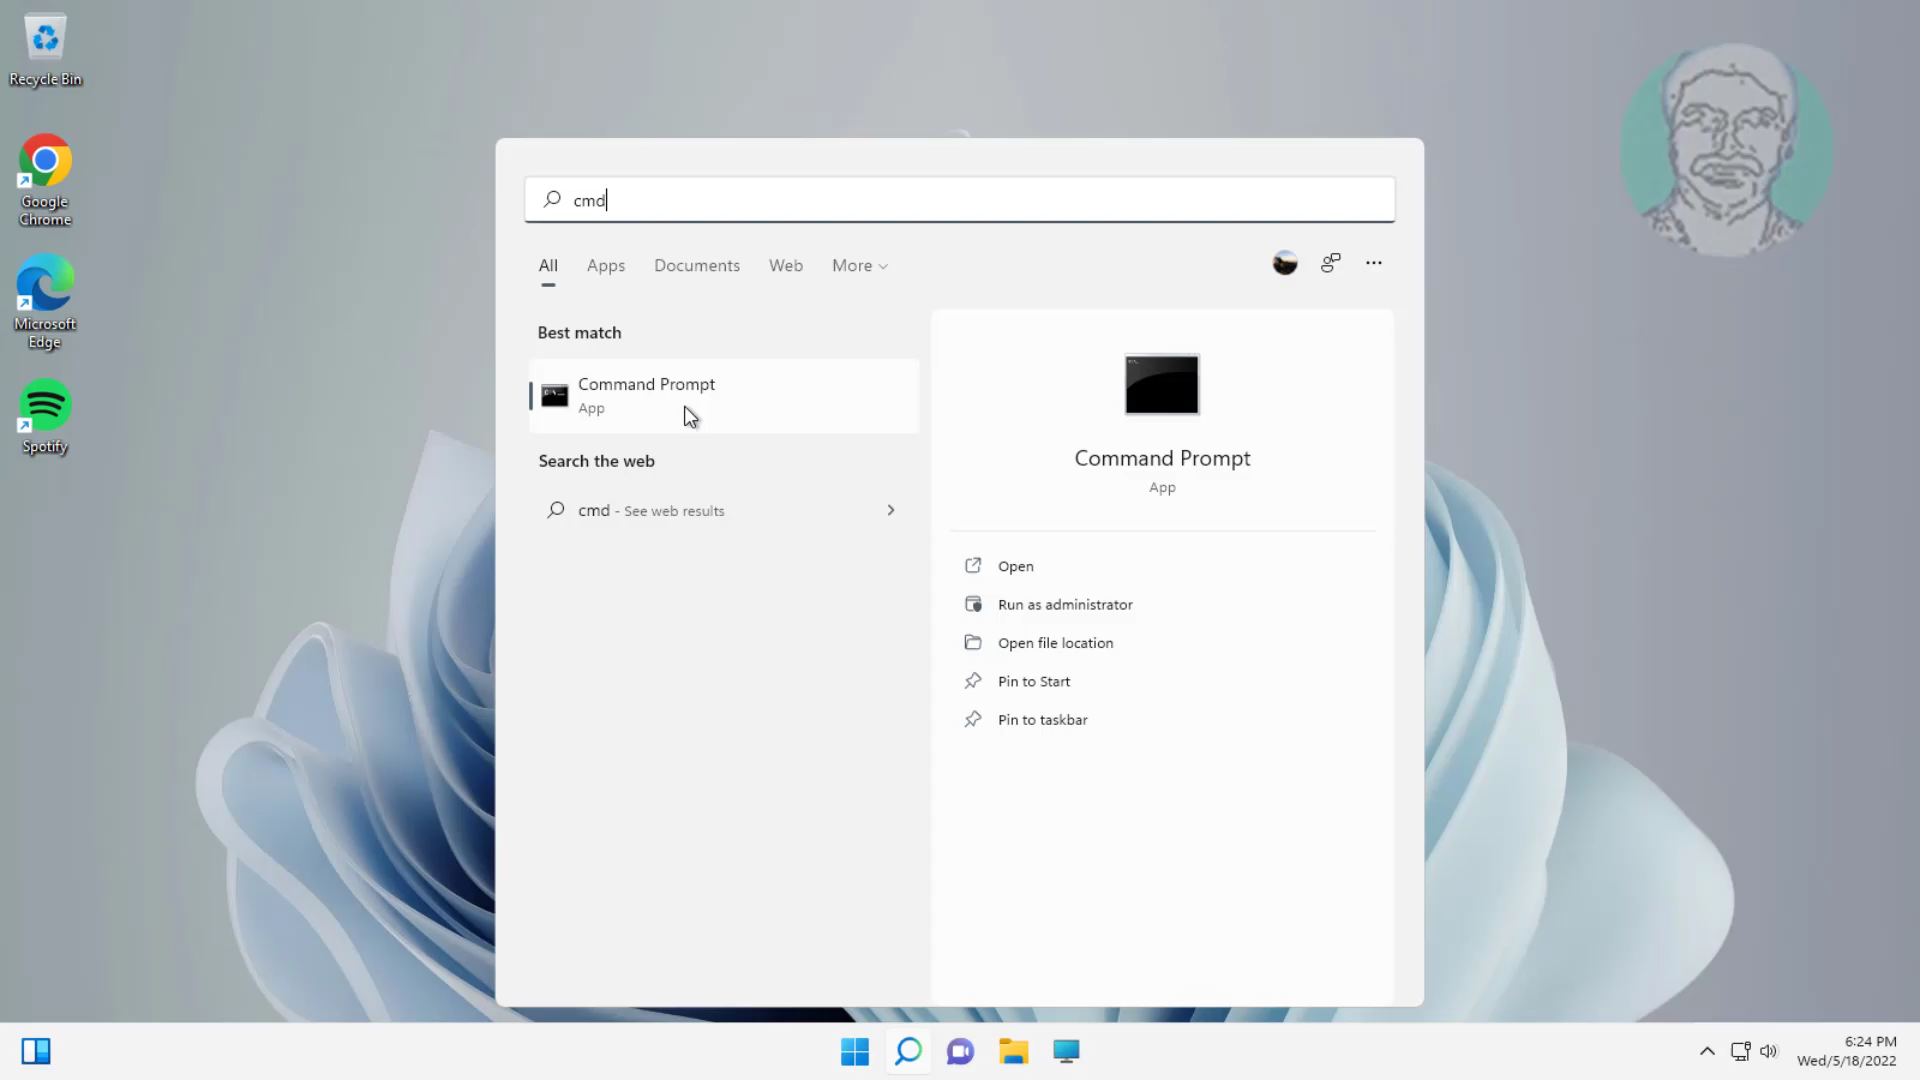 Recycle Bin
Google
Chrome
Microsoft
Edge
Spotify
cmd
All Apps Documents Web More
Best match
Command Prompt
App
Search the web
cmd - See web results
Command Prompt
App
Open
Run as administrator
Open file location
Pin to Start
Pin to taskbar
6:24 PM
Wed/5/18/2022